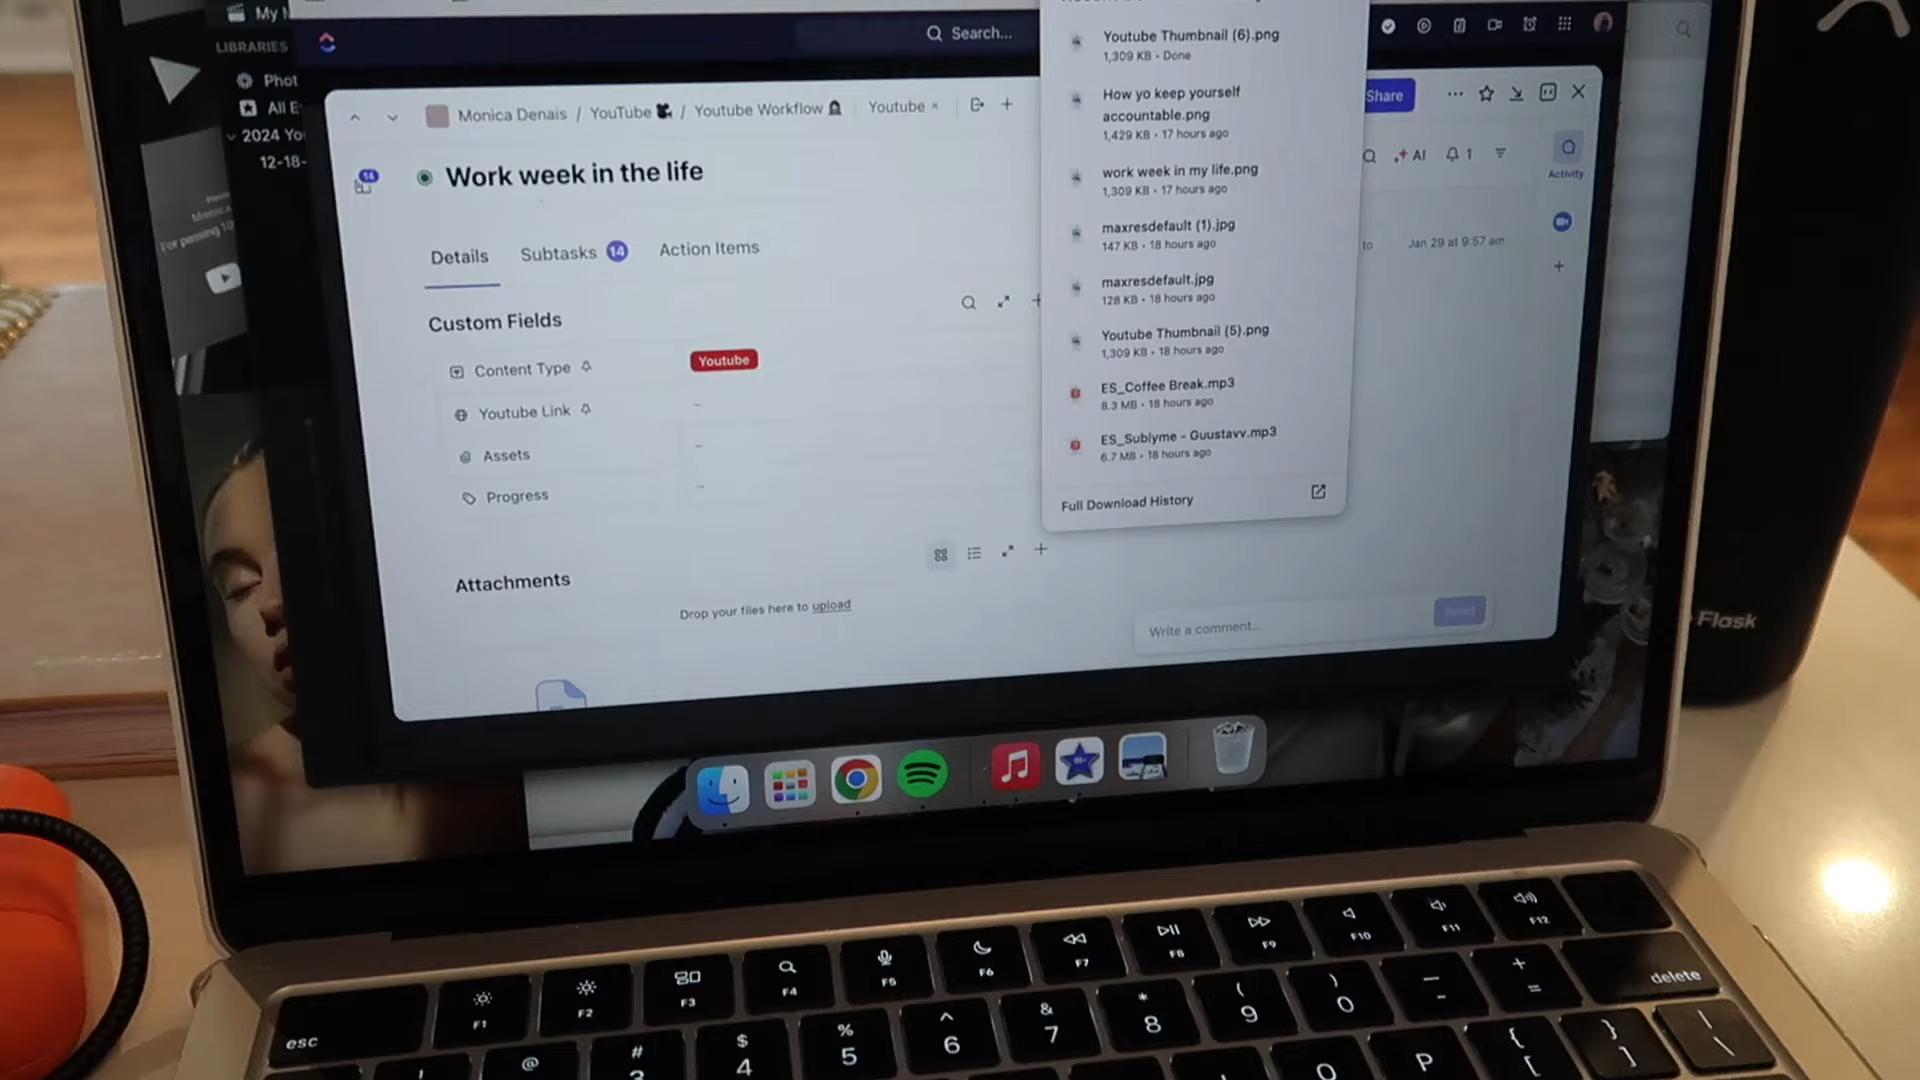 My
LIBRARIES
Phot
All E
2024 Yo
12-18-
Monica
For passing 10
Search...
Monica Denais / YouTube 📽 / Youtube Workflow / Youtube × +
Share
14
Work week in the life
Details
Subtasks 14
Action Items
Custom Fields
Content Type
Youtube
Youtube Link
–
Assets
–
Progress
–
Attachments
Drop your files here to upload
Youtube Thumbnail (6).png
1,309 KB • Done
How yo keep yourself
accountable.png
1,429 KB • 17 hours ago
work week in my life.png
1,309 KB • 17 hours ago
maxresdefault (1).jpg
147 KB • 18 hours ago
maxresdefault.jpg
128 KB • 18 hours ago
Youtube Thumbnail (5).png
1,309 KB • 18 hours ago
ES_Coffee Break.mp3
8.3 MB • 18 hours ago
ES_Sublyme - Guustavv.mp3
6.7 MB • 18 hours ago
Full Download History
AI
1
Activity
to
Jan 29 at 9:57 am
Write a comment...
Send
Flask
esc
F1
F2
F3
F4
F5
F6
F7
F8
F9
F10
F11
F12
@
#
3
$
4
%
5
^
6
&
7
*
8
(
9
)
0
—
-
+
=
delete
O
P
{
[
}
]
|
\